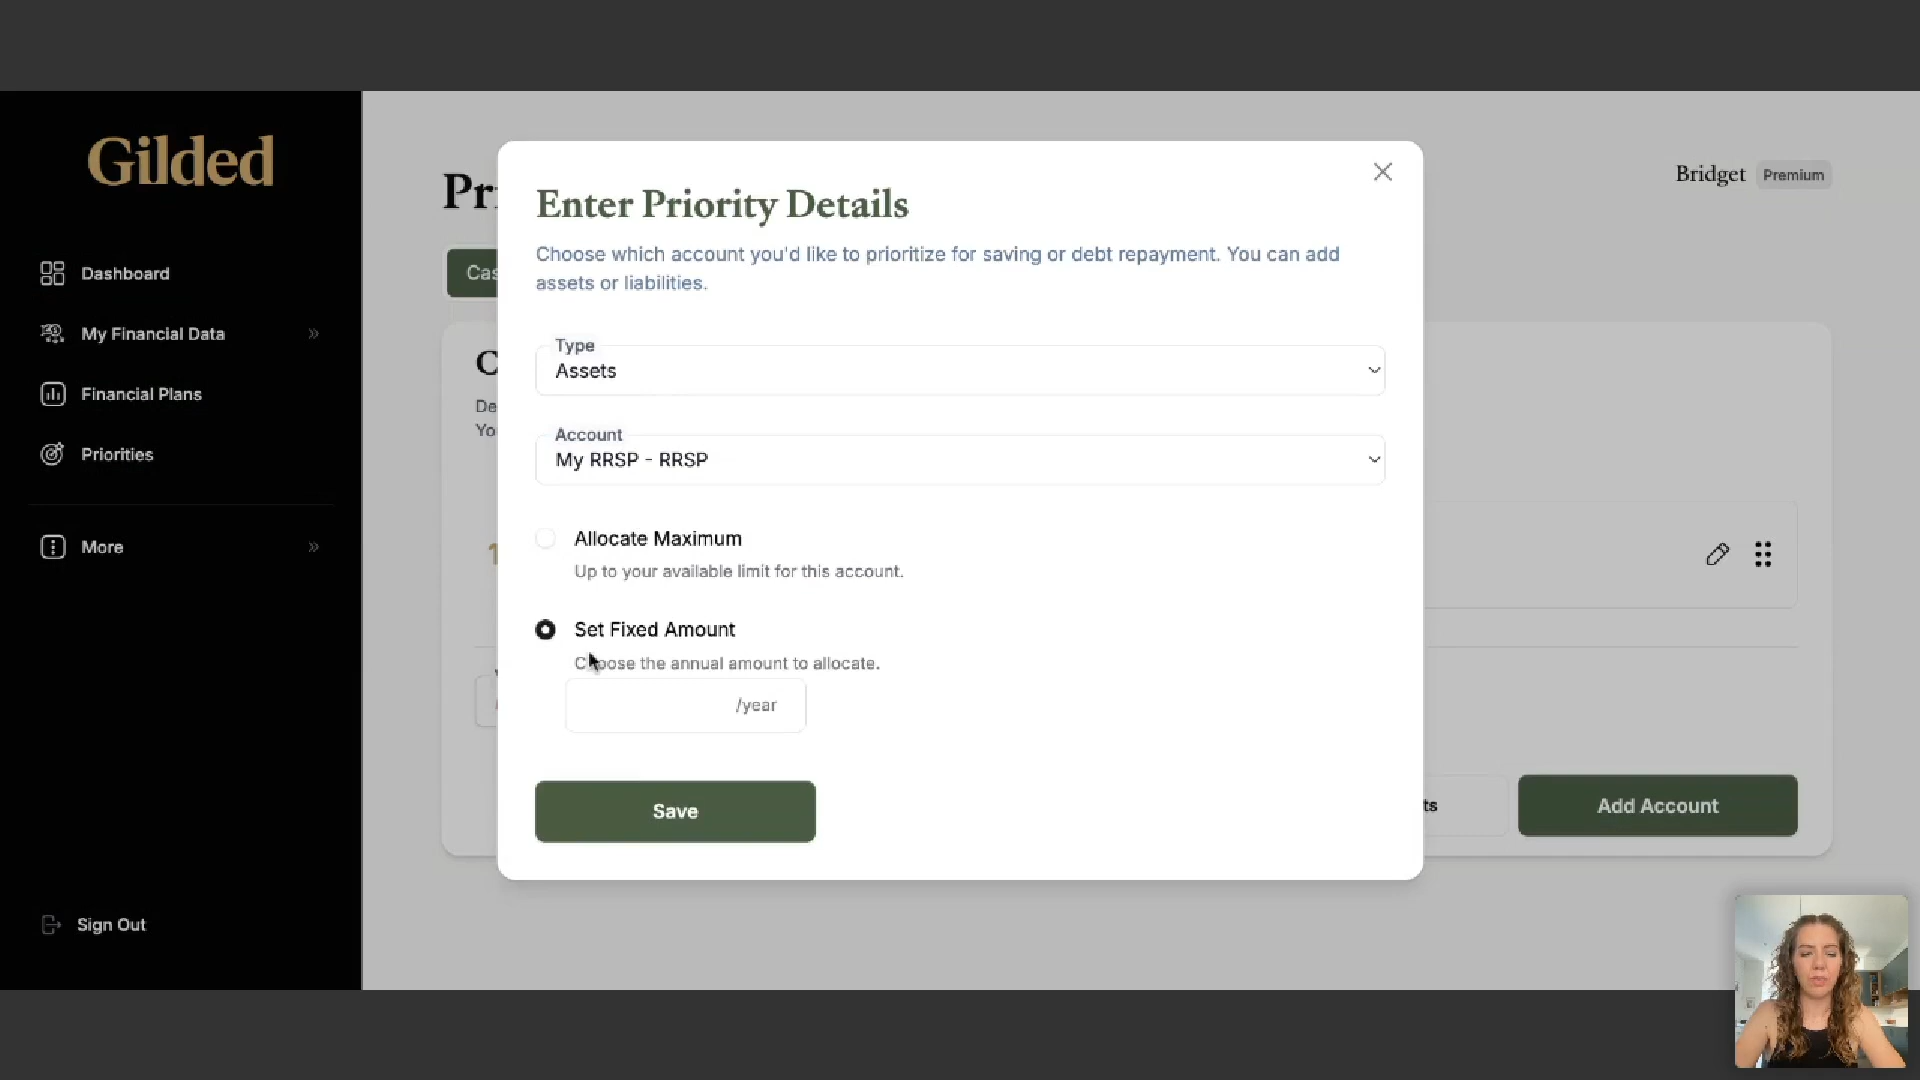 Gilded
Dashboard
My Financial Data
Financial Plans
Priorities
More
Sign Out
Bridget
Premium
Enter Priority Details
Choose which account you'd like to prioritize for saving or debt repayment. You can add
assets or liabilities.
Type
Assets
Account
My RRSP - RRSP
Allocate Maximum
Up to your available limit for this account.
Set Fixed Amount
Choose the annual amount to allocate.
/year
Save
Add Account